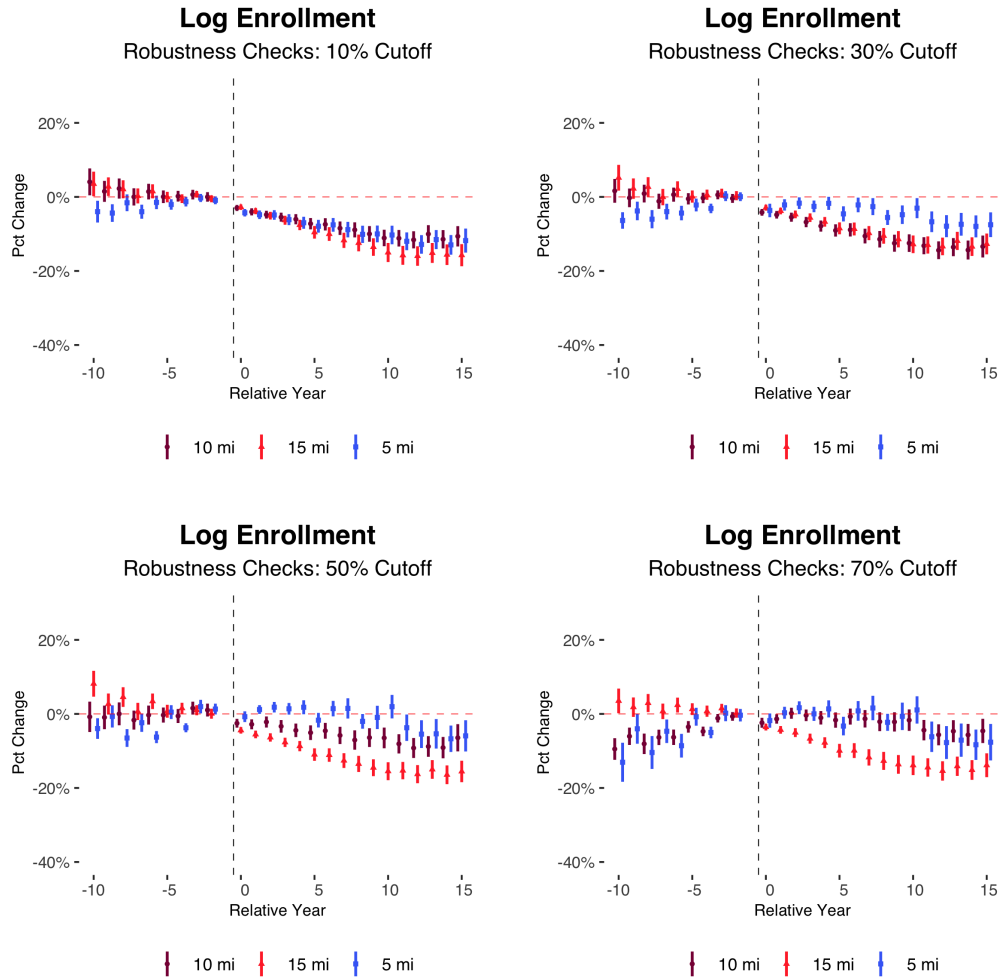 Log Enrollment
Robustness Checks: 10% Cutoff
Pct Change
20%
0%
-20%
-40%
-10 -5 0 5 10 15
Relative Year
10 mi 15 mi 5 mi
Log Enrollment
Robustness Checks: 30% Cutoff
Pct Change
20%
0%
-20%
-40%
-10 -5 0 5 10 15
Relative Year
10 mi 15 mi 5 mi
Log Enrollment
Robustness Checks: 50% Cutoff
Pct Change
20%
0%
-20%
-40%
-10 -5 0 5 10 15
Relative Year
10 mi 15 mi 5 mi
Log Enrollment
Robustness Checks: 70% Cutoff
Pct Change
20%
0%
-20%
-40%
-10 -5 0 5 10 15
Relative Year
10 mi 15 mi 5 mi